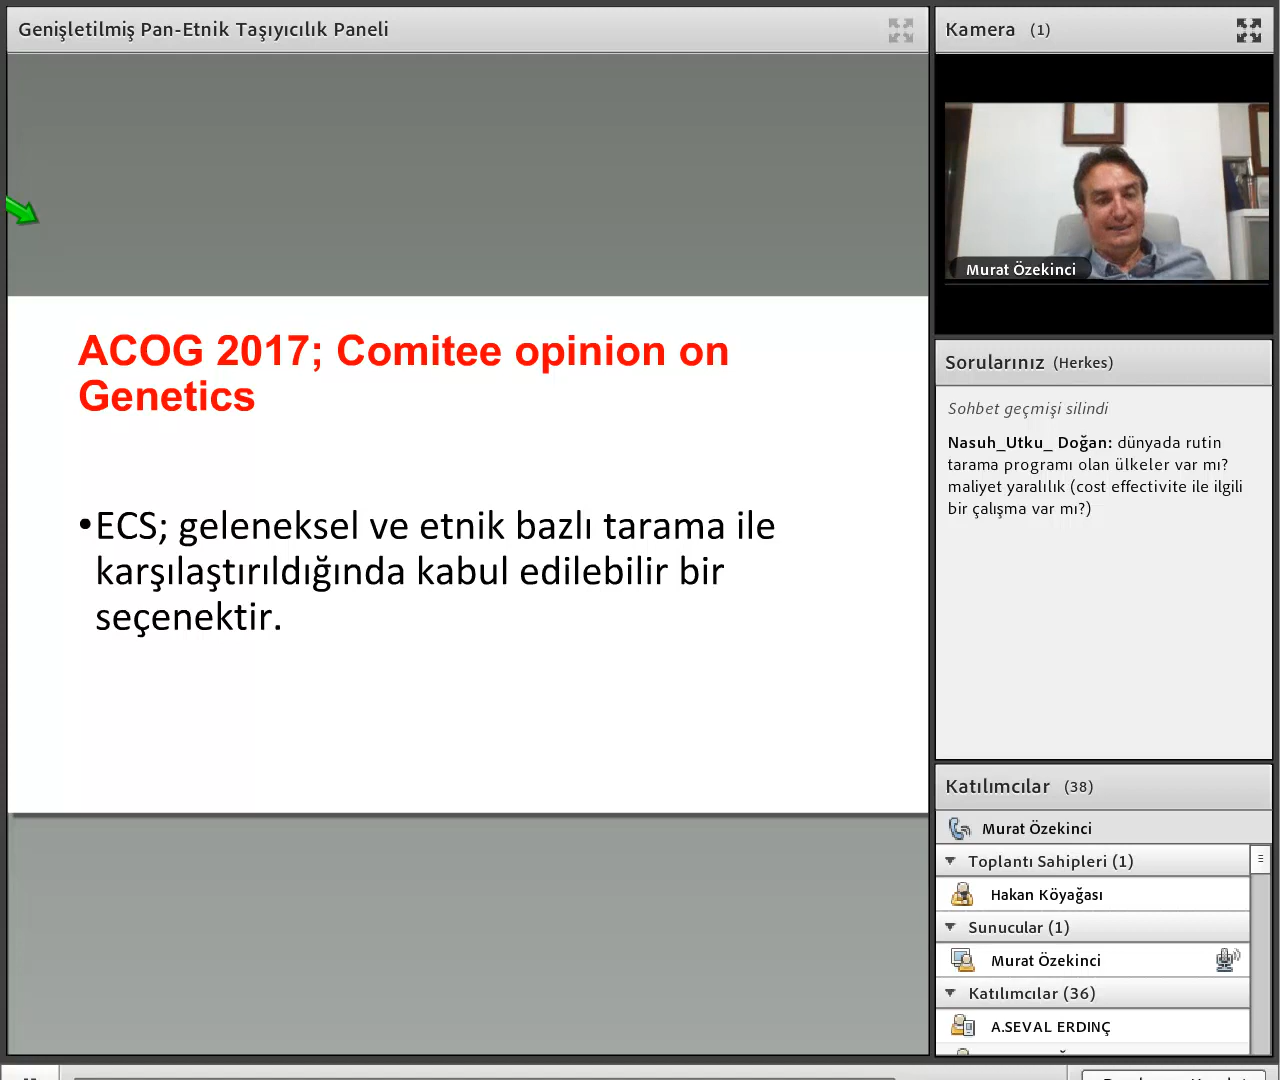 Genişletilmiş Pan-Etnik Taşıyıcılık Paneli
ACOG 2017; Comitee opinion on
Genetics
•ECS; geleneksel ve etnik bazlı tarama ile
karşılaştırıldığında kabul edilebilir bir
seçenektir.
Kamera (1)
Murat Özekinci
Sorularınız (Herkes)
Sohbet geçmişi silindi
Nasuh_Utku_ Doğan: dünyada rutin
tarama programı olan ülkeler var mı?
maliyet yaralılık (cost effectivite ile ilgili
bir çalışma var mı?)
Katılımcılar (38)
Murat Özekinci
Toplantı Sahipleri (1)
Hakan Köyağası
Sunucular (1)
Murat Özekinci
Katılımcılar (36)
A.SEVAL ERDINÇ